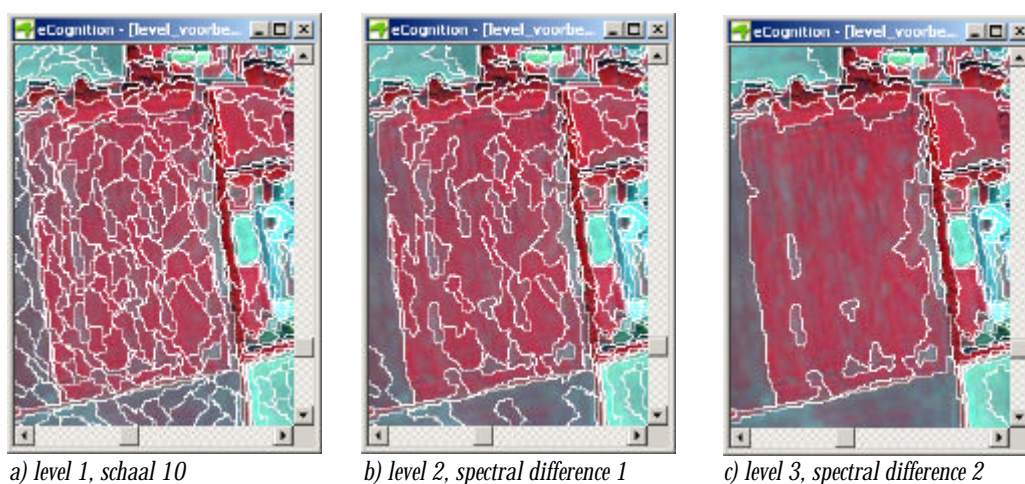 eCognition - [level_voorbe...
eCognition - [level_voorbe...
eCognition - [level_voorbe...
a) level 1, schaal 10
b) level 2, spectral difference 1
c) level 3, spectral difference 2